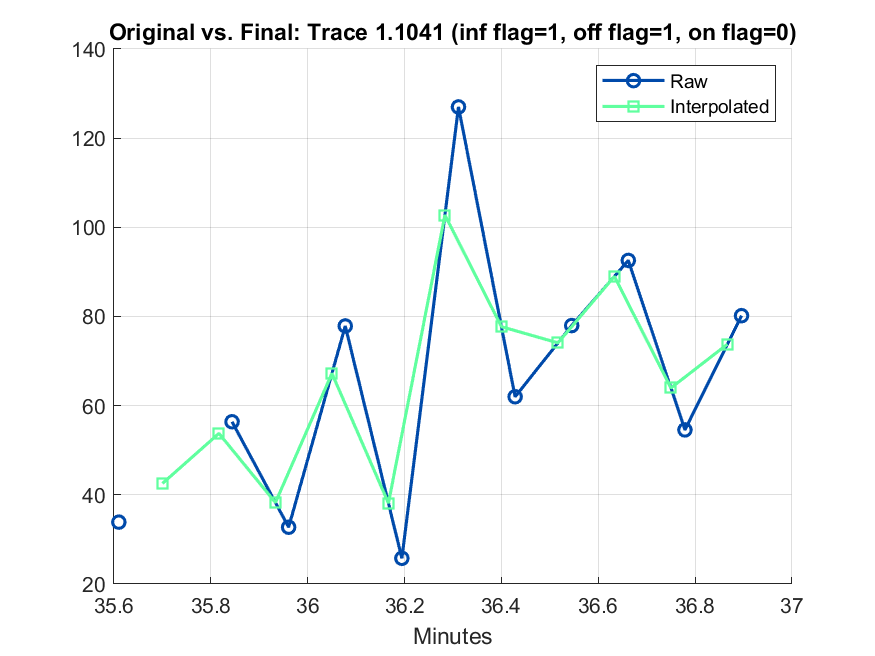 Original vs. Final: Trace 1.1041 (inf flag=1, off flag=1, on flag=0)
140
120
100
80
60
40
20
Raw
Interpolated
35.6 35.8 36 36.2 36.4 36.6 36.8 37
Minutes